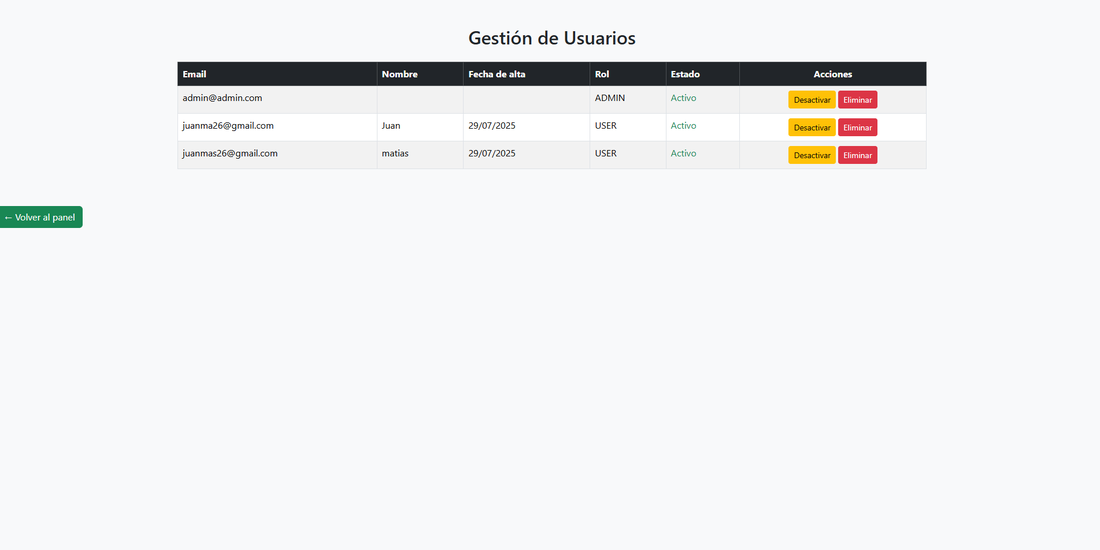 Gestión de Usuarios
Email Nombre Fecha de alta Rol Estado Acciones
admin@admin.com ADMIN Activo Desactivar Eliminar
juanma26@gmail.com Juan 29/07/2025 USER Activo Desactivar Eliminar
juanmas26@gmail.com matias 29/07/2025 USER Activo Desactivar Eliminar
← Volver al panel